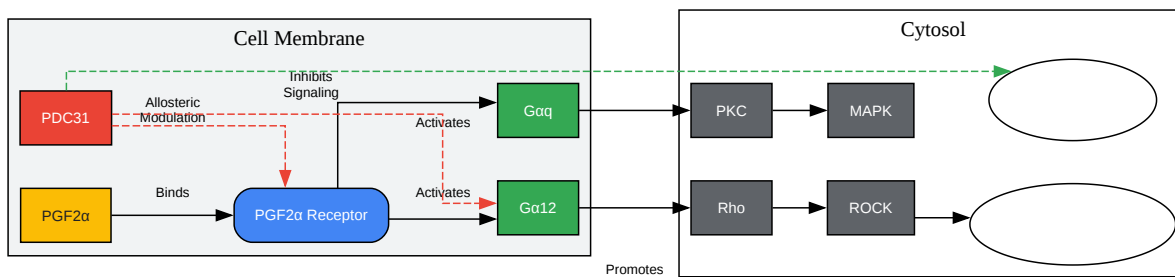 Cell Membrane
Cytosol
Inhibits
Signaling
PDC31
Allosteric
Modulation
Activates
Gαq
PKC
MAPK
PGF2α
Binds
PGF2α Receptor
Activates
Gα12
Rho
ROCK
Promotes